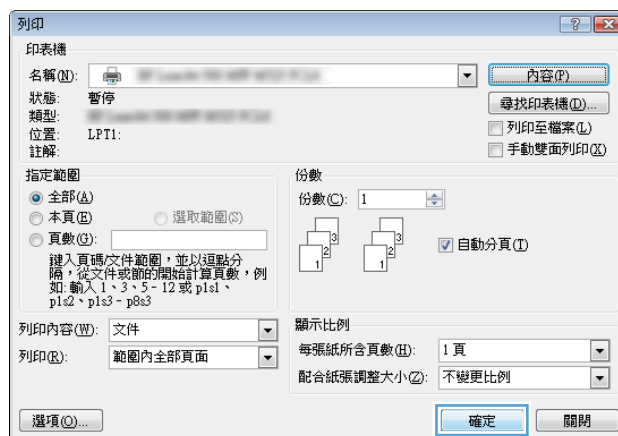 列印
印表機
名稱(N):
內容(P)
狀態: 暫停
尋找印表機(D)...
類型:
位置: LPT1:
列印至檔案(L)
註解:
手動雙面列印(X)
指定範圍
全部(A)
本頁(E) 選取範圍(S)
頁數(G):
鍵入頁碼/文件範圍，並以逗點分
隔，從文件或節的開始計算頁數，例
如: 輸入 1、3、5 - 12 或 p1s1、
p1s2、p1s3 - p8s3
份數
份數(C): 1
1 2 3 1 2 3
自動分頁(T)
列印內容(W): 文件
列印(R): 範圍內全部頁面
顯示比例
每張紙所含頁數(H): 1 頁
配合紙張調整大小(Z): 不變更比例
選項(O)...
確定
關閉